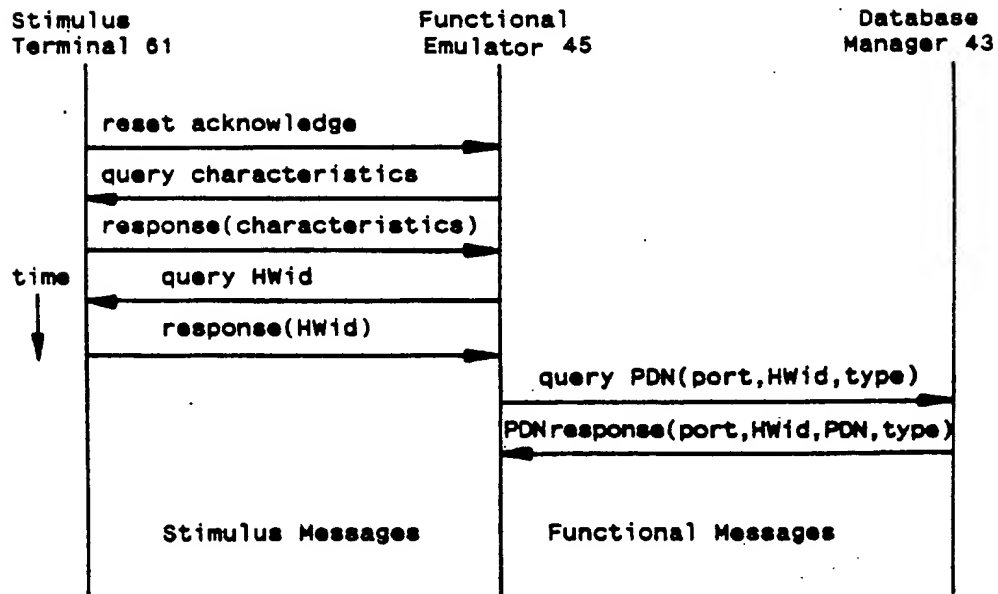 Stimulus
Terminal 61
Functional
Emulator 45
Database
Manager 43
reset acknowledge
query characteristics
response(characteristics)
time
query HWid
response(HWid)
query PDN(port,HWid,type)
PDNresponse(port,HWid,PDN,type)
Stimulus Messages
Functional Messages